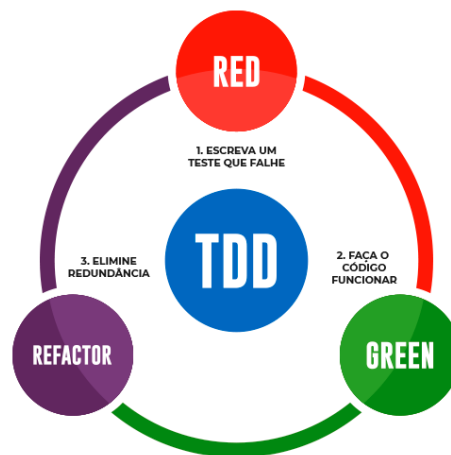 RED
1. ESCREVA UM
TESTE QUE FALHE
TDD
3. ELIMINE
REDUNDÂNCIA
2. FAÇA O
CÓDIGO
FUNCIONAR
REFACTOR
GREEN